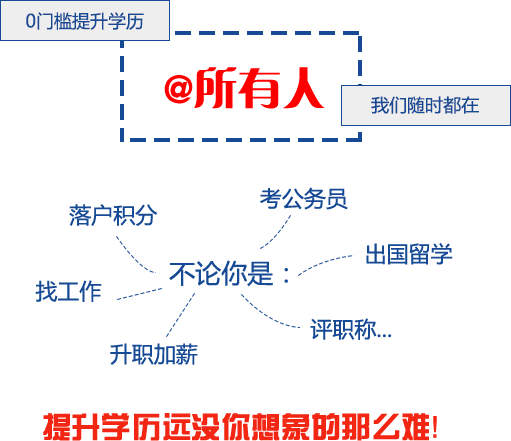 0门槛提升学历
@所有人
我们随时都在
考公务员
落户积分
出国留学
不论你是：
找工作
评职称...
升职加薪
提升学历远没你想象的那么难!